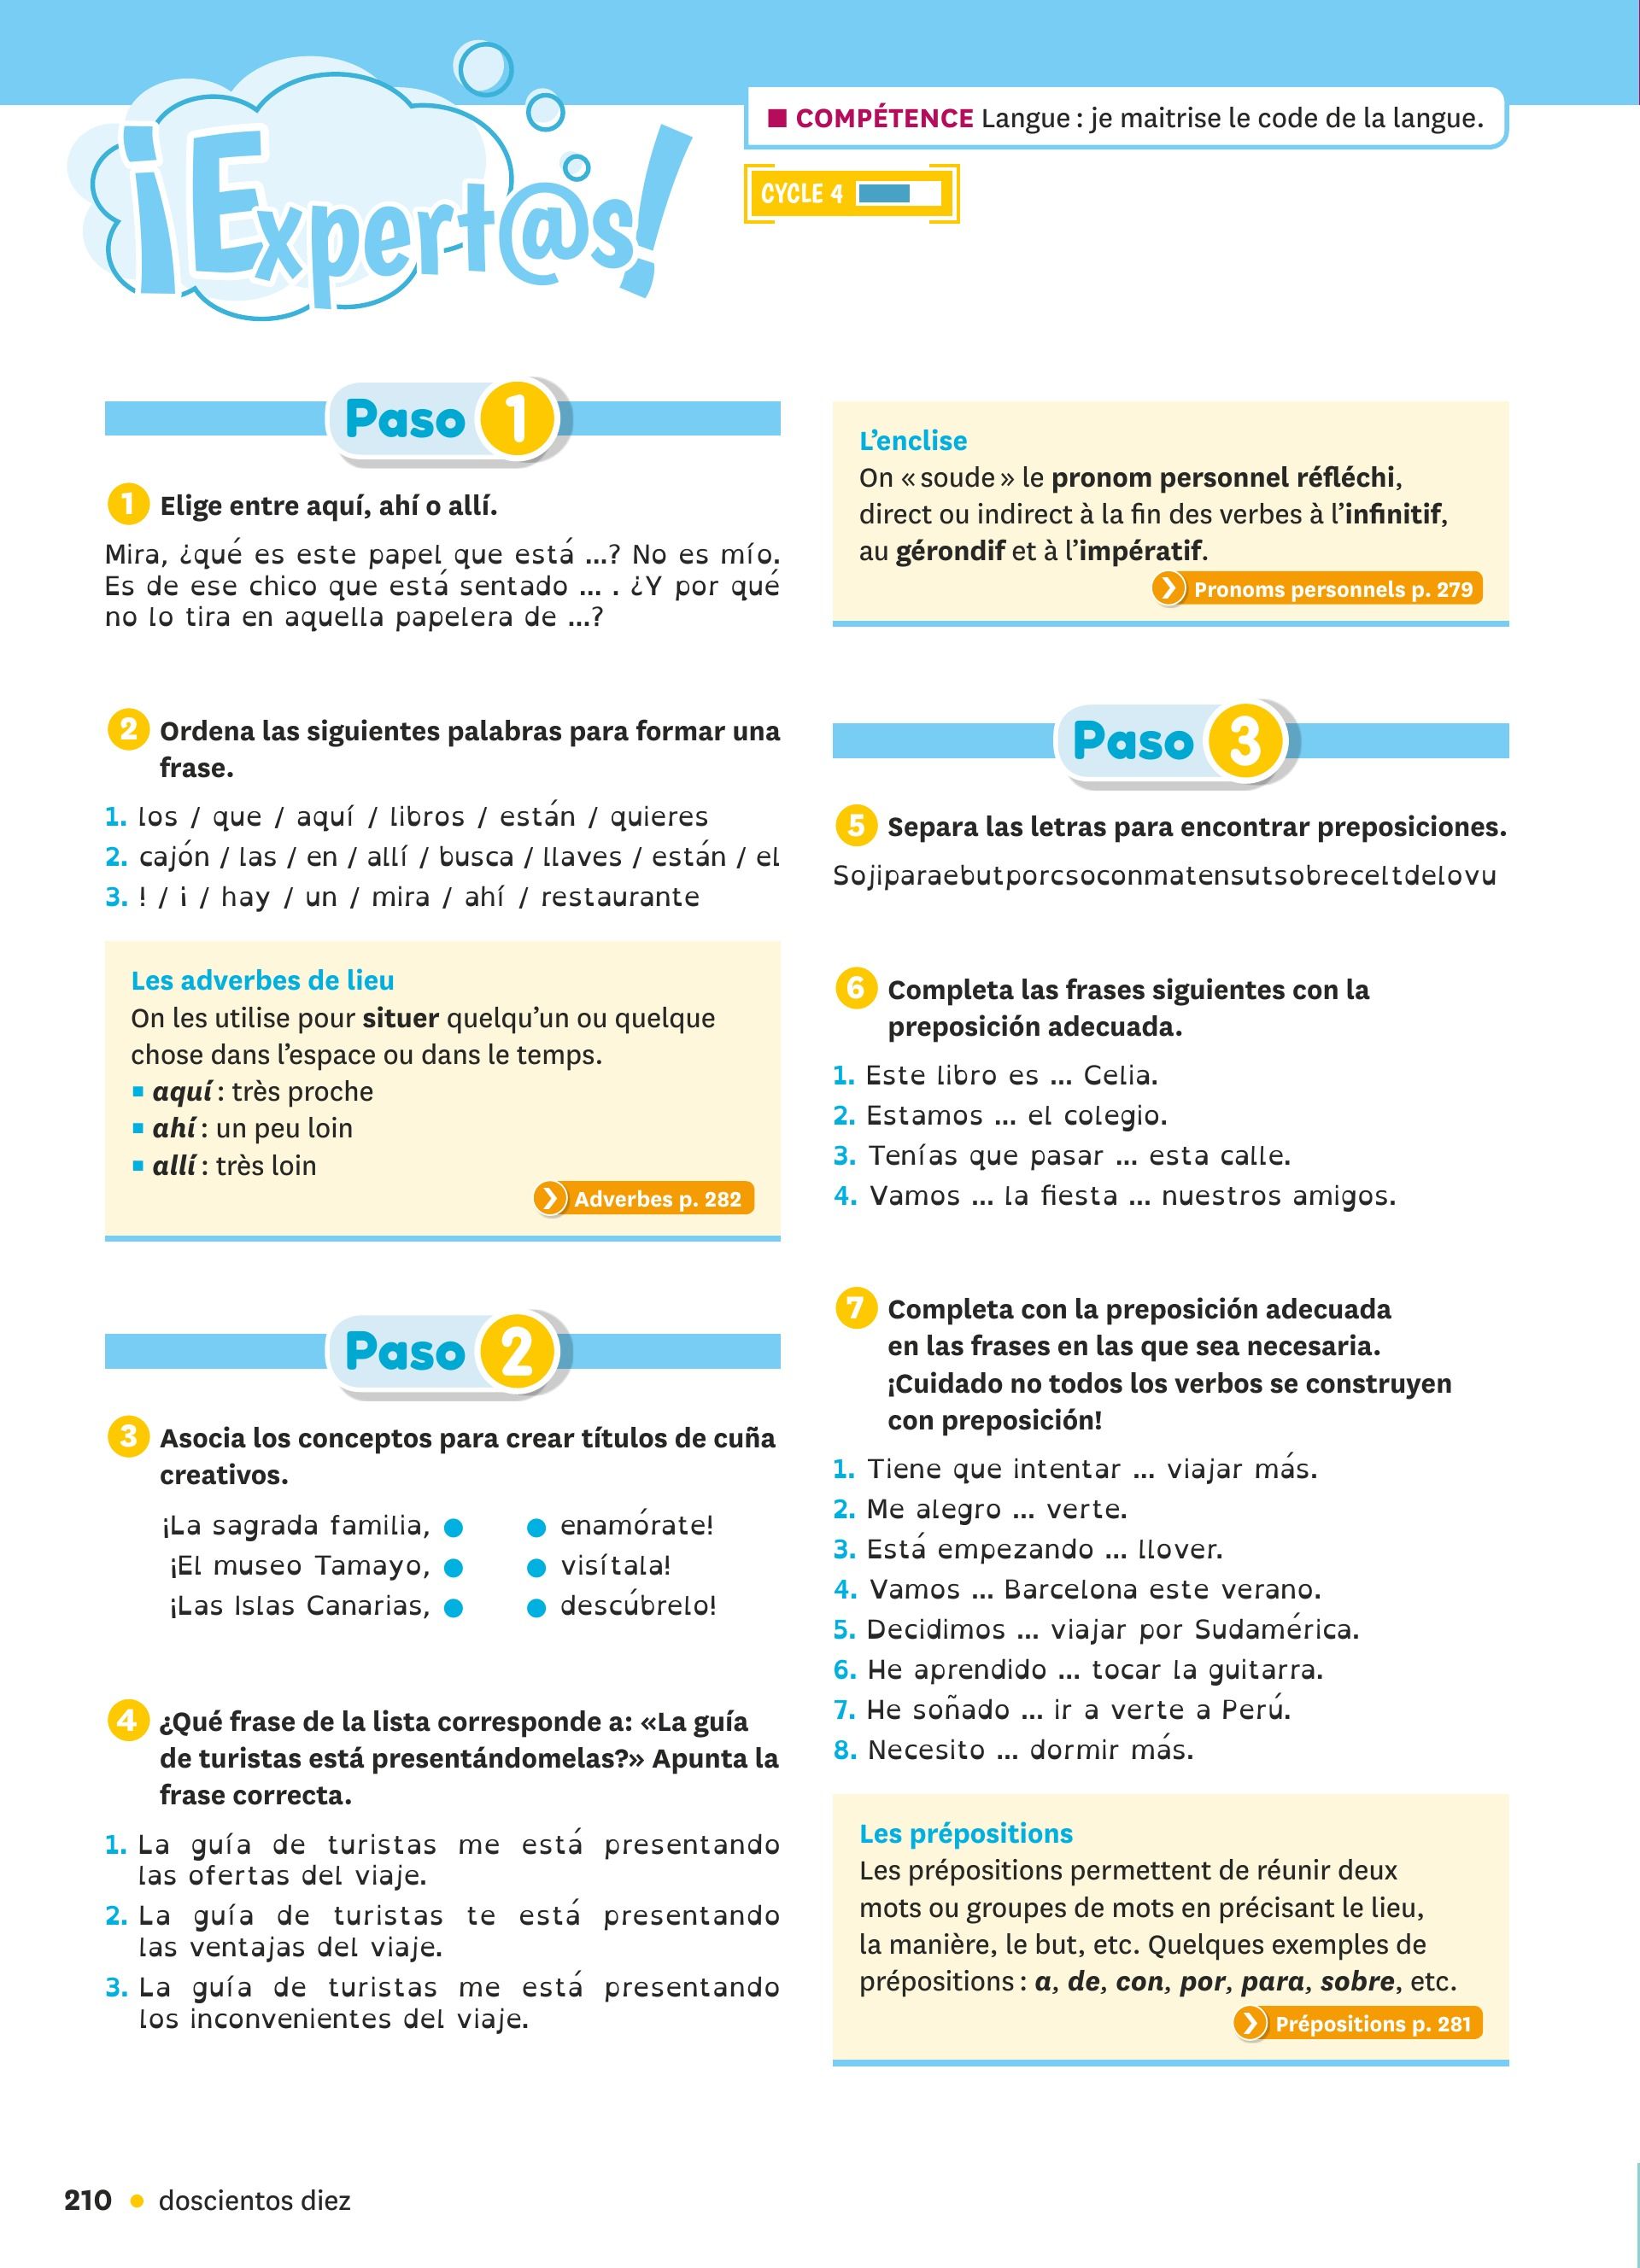 ¡Expert@s!
■ COMPÉTENCE Langue : je maitrise le code de la langue.
CYCLE 4
Paso 1
1 Elige entre aquí, ahí o allí.
Mira, ¿qué es este papel que está ...? No es mío.
Es de ese chico que está sentado ... . ¿Y por qué
no lo tira en aquella papelera de ...?
2 Ordena las siguientes palabras para formar una
frase.
1. los / que / aquí / libros / están / quieres
2. cajón / las / en / allí / busca / llaves / están / el
3. ! / ¡ / hay / un / mira / ahí / restaurante
Les adverbes de lieu
On les utilise pour situer quelqu’un ou quelque
chose dans l’espace ou dans le temps.
■ aquí : très proche
■ ahí : un peu loin
■ allí : très loin
❯ Adverbes p. 282
Paso 2
3 Asocia los conceptos para crear títulos de cuña
creativos.
¡La sagrada familia, ● ● enamórate!
¡El museo Tamayo, ● ● visítala!
¡Las Islas Canarias, ● ● descúbrelo!
4 ¿Qué frase de la lista corresponde a: «La guía
de turistas está presentándomelas?» Apunta la
frase correcta.
1. La guía de turistas me está presentando
las ofertas del viaje.
2. La guía de turistas te está presentando
las ventajas del viaje.
3. La guía de turistas me está presentando
los inconvenientes del viaje.
L’enclise
On « soude » le pronom personnel réfléchi,
direct ou indirect à la fin des verbes à l’infinitif,
au gérondif et à l’impératif.
❯ Pronoms personnels p. 279
Paso 3
5 Separa las letras para encontrar preposiciones.
Sojiparaebutporcsoconmatensutsobreceltdelovu
6 Completa las frases siguientes con la
preposición adecuada.
1. Este libro es ... Celia.
2. Estamos ... el colegio.
3. Tenías que pasar ... esta calle.
4. Vamos ... la fiesta ... nuestros amigos.
7 Completa con la preposición adecuada
en las frases en las que sea necesaria.
¡Cuidado no todos los verbos se construyen
con preposición!
1. Tiene que intentar ... viajar más.
2. Me alegro ... verte.
3. Está empezando ... llover.
4. Vamos ... Barcelona este verano.
5. Decidimos ... viajar por Sudamérica.
6. He aprendido ... tocar la guitarra.
7. He soñado ... ir a verte a Perú.
8. Necesito ... dormir más.
Les prépositions
Les prépositions permettent de réunir deux
mots ou groupes de mots en précisant le lieu,
la manière, le but, etc. Quelques exemples de
prépositions : a, de, con, por, para, sobre, etc.
❯ Prépositions p. 281
210 ● doscientos diez